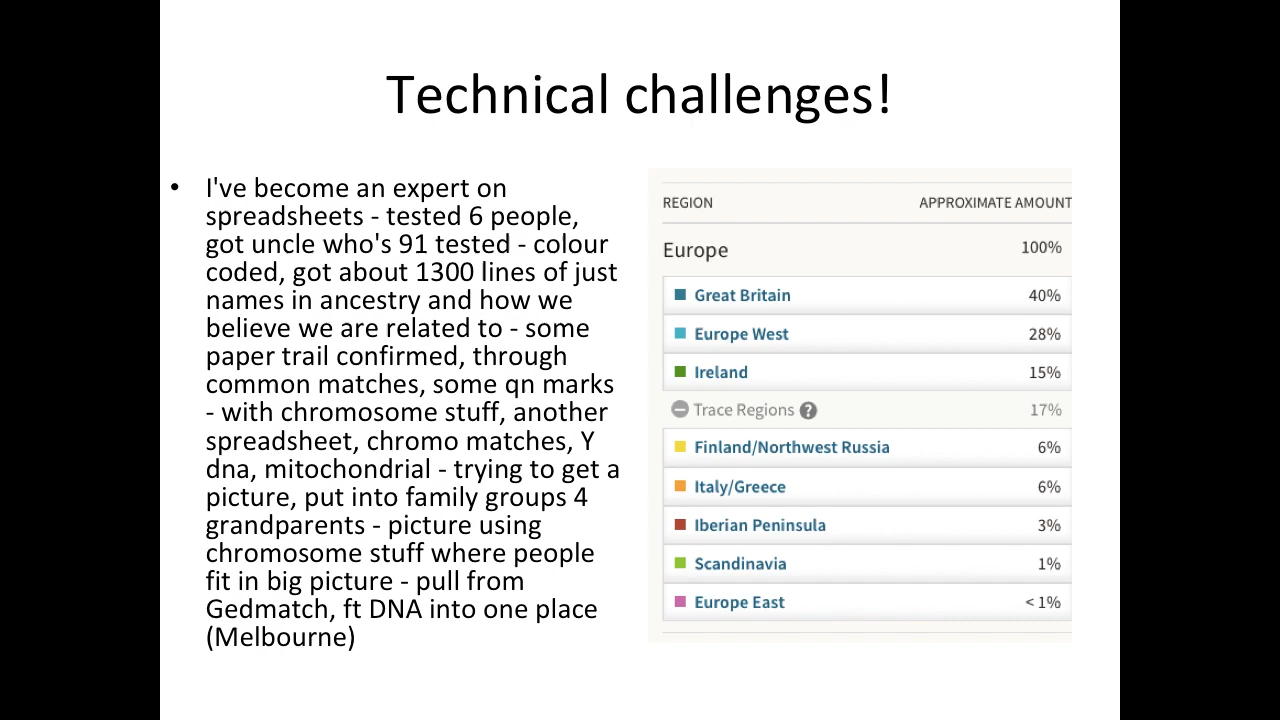 Technical challenges!
• I've become an expert on
spreadsheets - tested 6 people,
got uncle who's 91 tested - colour
coded, got about 1300 lines of just
names in ancestry and how we
believe we are related to - some
paper trail confirmed, through
common matches, some qn marks
- with chromosome stuff, another
spreadsheet, chromo matches, Y
dna, mitochondrial - trying to get a
picture, put into family groups 4
grandparents - picture using
chromosome stuff where people
fit in big picture - pull from
Gedmatch, ft DNA into one place
(Melbourne)
REGION APPROXIMATE AMOUNT
Europe 100%
Great Britain 40%
Europe West 28%
Ireland 15%
Trace Regions ? 17%
Finland/Northwest Russia 6%
Italy/Greece 6%
Iberian Peninsula 3%
Scandinavia 1%
Europe East < 1%